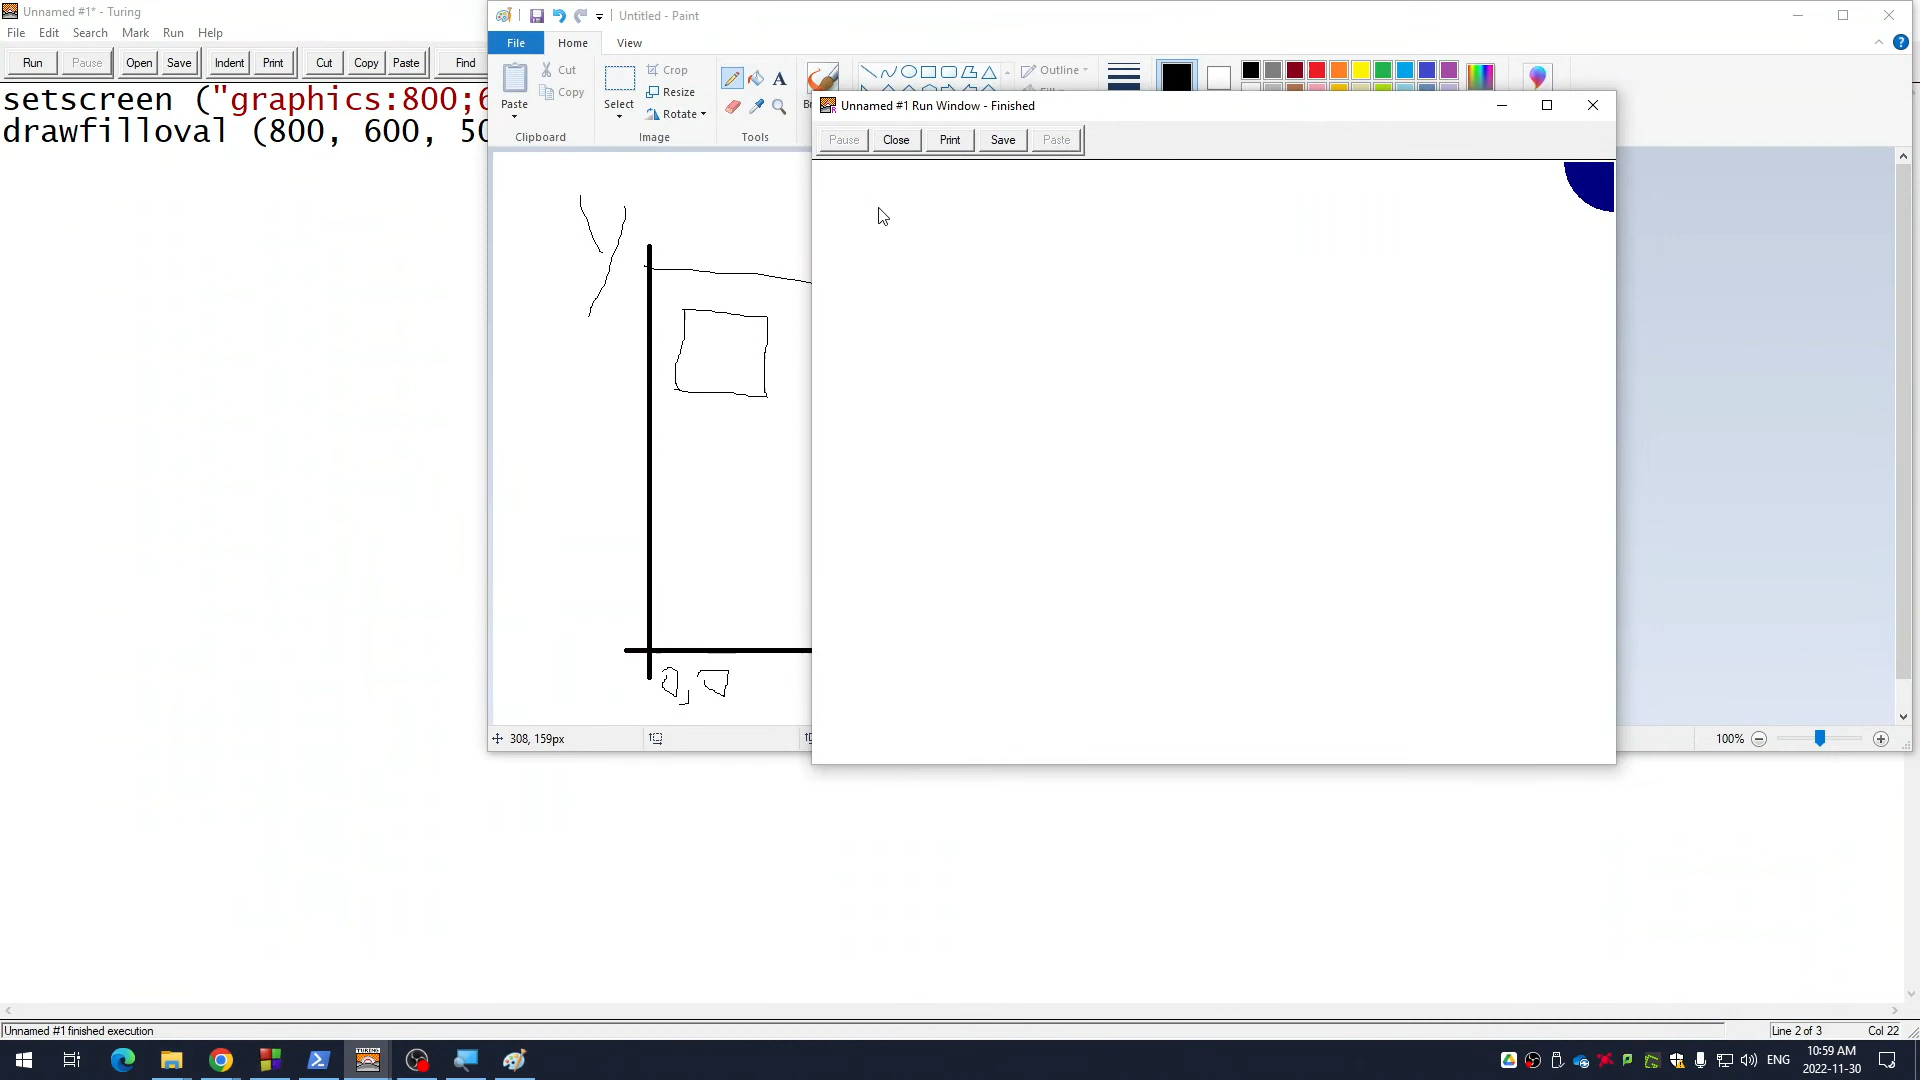 Unnamed #1* - Turing
File Edit Search Mark Run Help
Run Pause Open Save Indent Print Cut Copy Paste Find
setscreen ("graphics:800;6
drawfilloval (800, 600, 50
Untitled - Paint
File Home View
Paste Cut Copy
Clipboard
Select Crop Resize Rotate
Image
A
Tools
Outline
Unnamed #1 Run Window - Finished
Pause Close Print Save Paste
Y
308, 159px
100%
Unnamed #1 finished execution
Line 2 of 3 Col 22
TURING
ENG
10:59 AM
2022-11-30